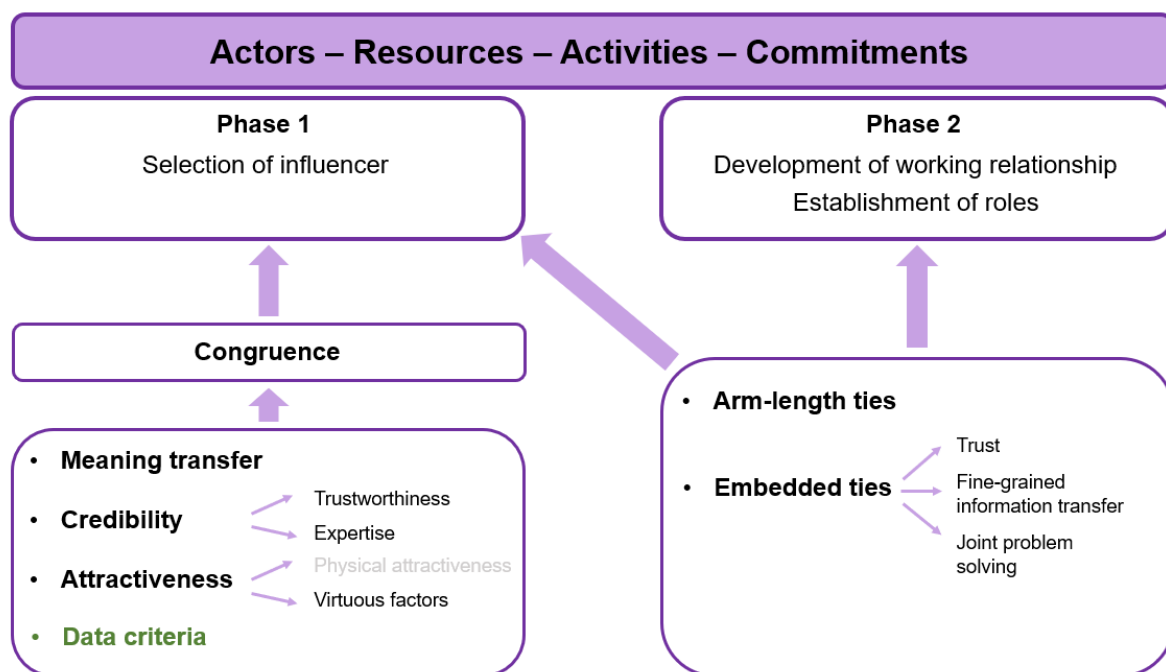 Actors – Resources – Activities – Commitments
Phase 1
Selection of influencer
Phase 2
Development of working relationship
Establishment of roles
Congruence
• Meaning transfer
• Credibility
Trustworthiness
Expertise
• Attractiveness
Physical attractiveness
Virtuous factors
• Data criteria
• Arm-length ties
• Embedded ties
Trust
Fine-grained
information transfer
Joint problem
solving